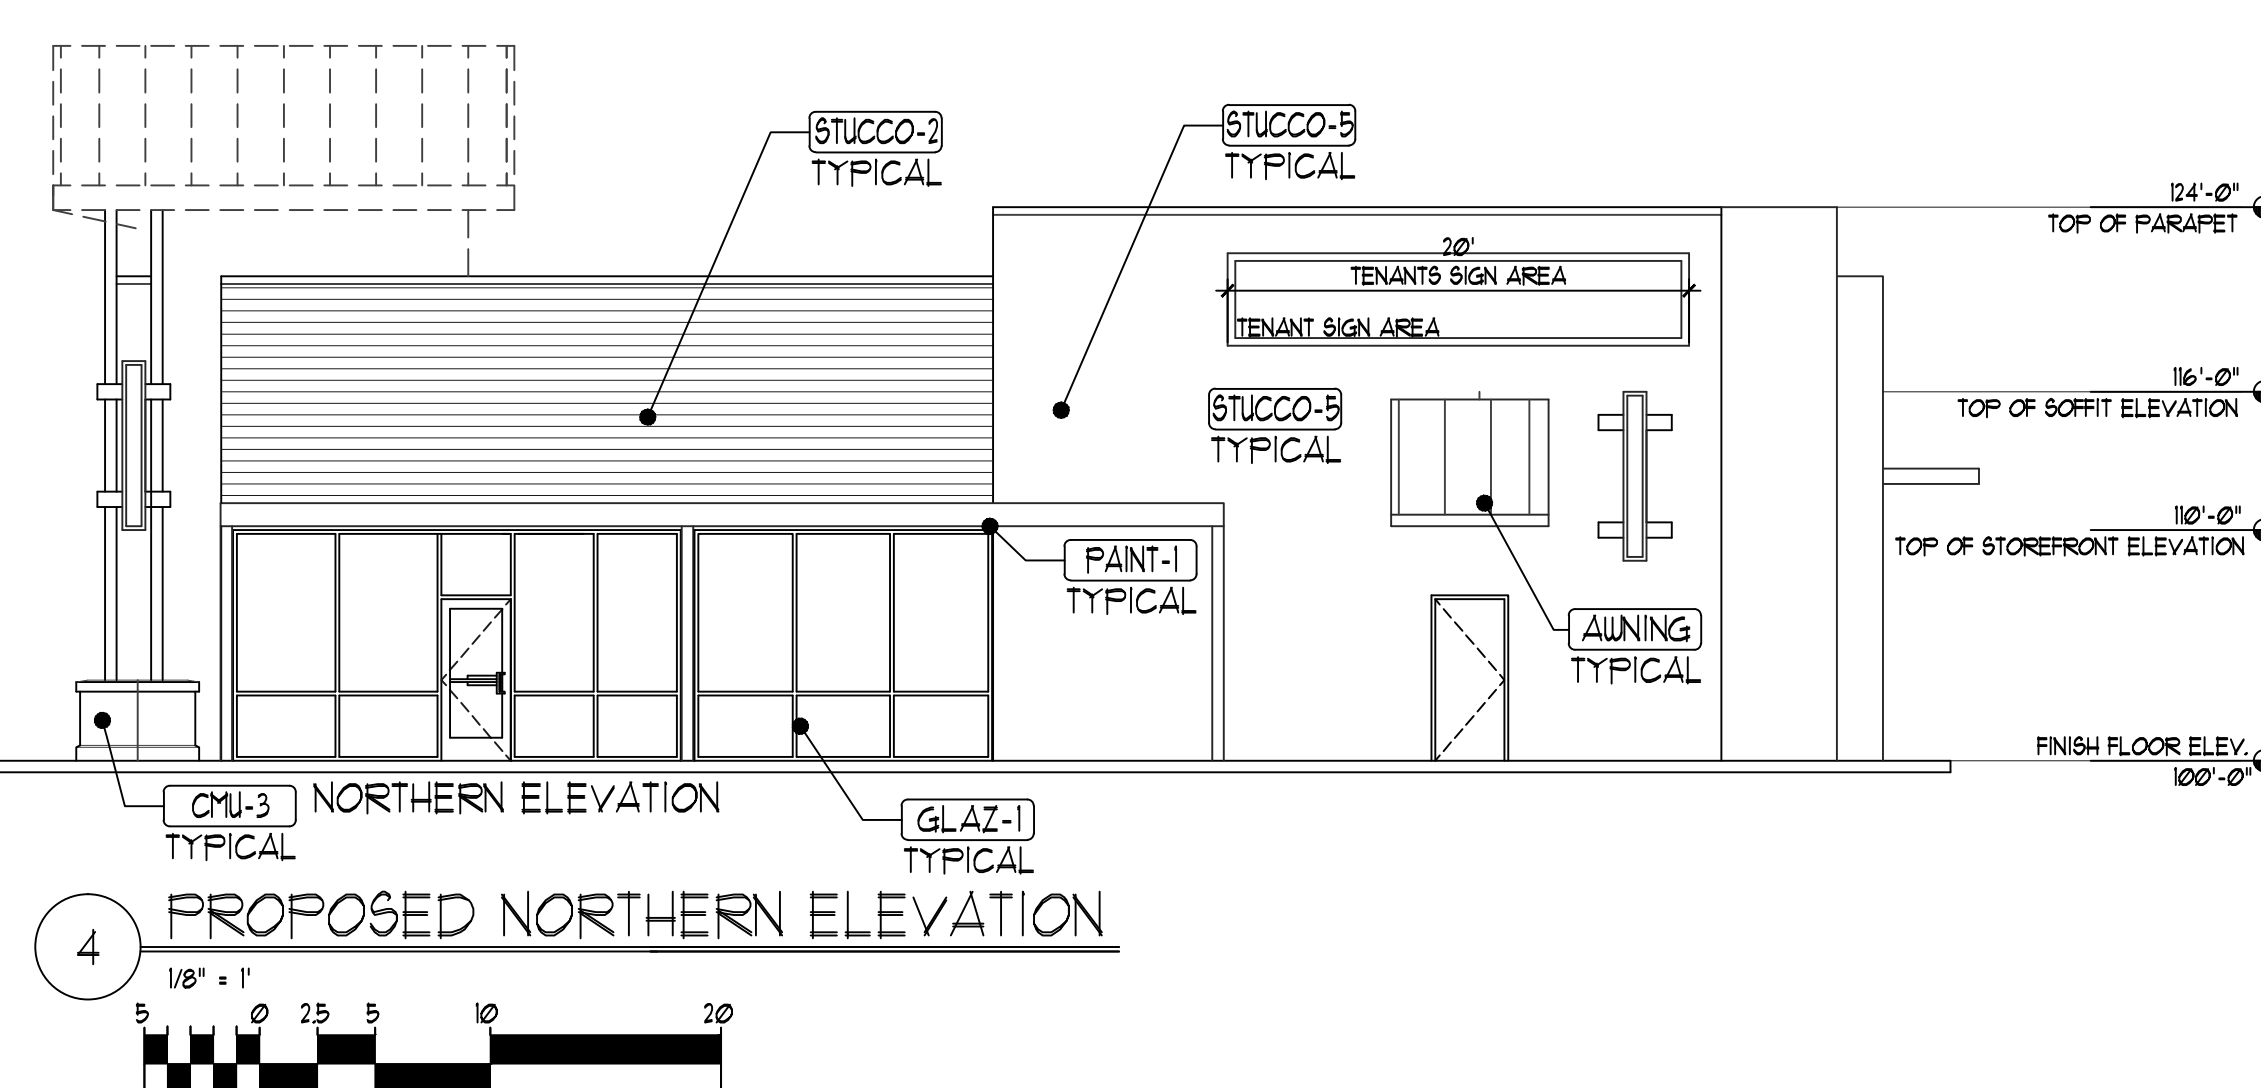 STUCCO-2
TYPICAL
STUCCO-5
TYPICAL
124'-0"
TOP OF PARAPET
20'
TENANTS SIGN AREA
TENANT SIGN AREA
116'-0"
TOP OF SOFFIT ELEVATION
STUCCO-5
TYPICAL
110'-0"
TOP OF STOREFRONT ELEVATION
PAINT-1
TYPICAL
AWNING
TYPICAL
FINISH FLOOR ELEV.
100'-0"
CMU-3
TYPICAL
NORTHERN ELEVATION
GLAZ-1
TYPICAL
4
PROPOSED NORTHERN ELEVATION
1/8" = 1'
5 0 2.5 5 10 20